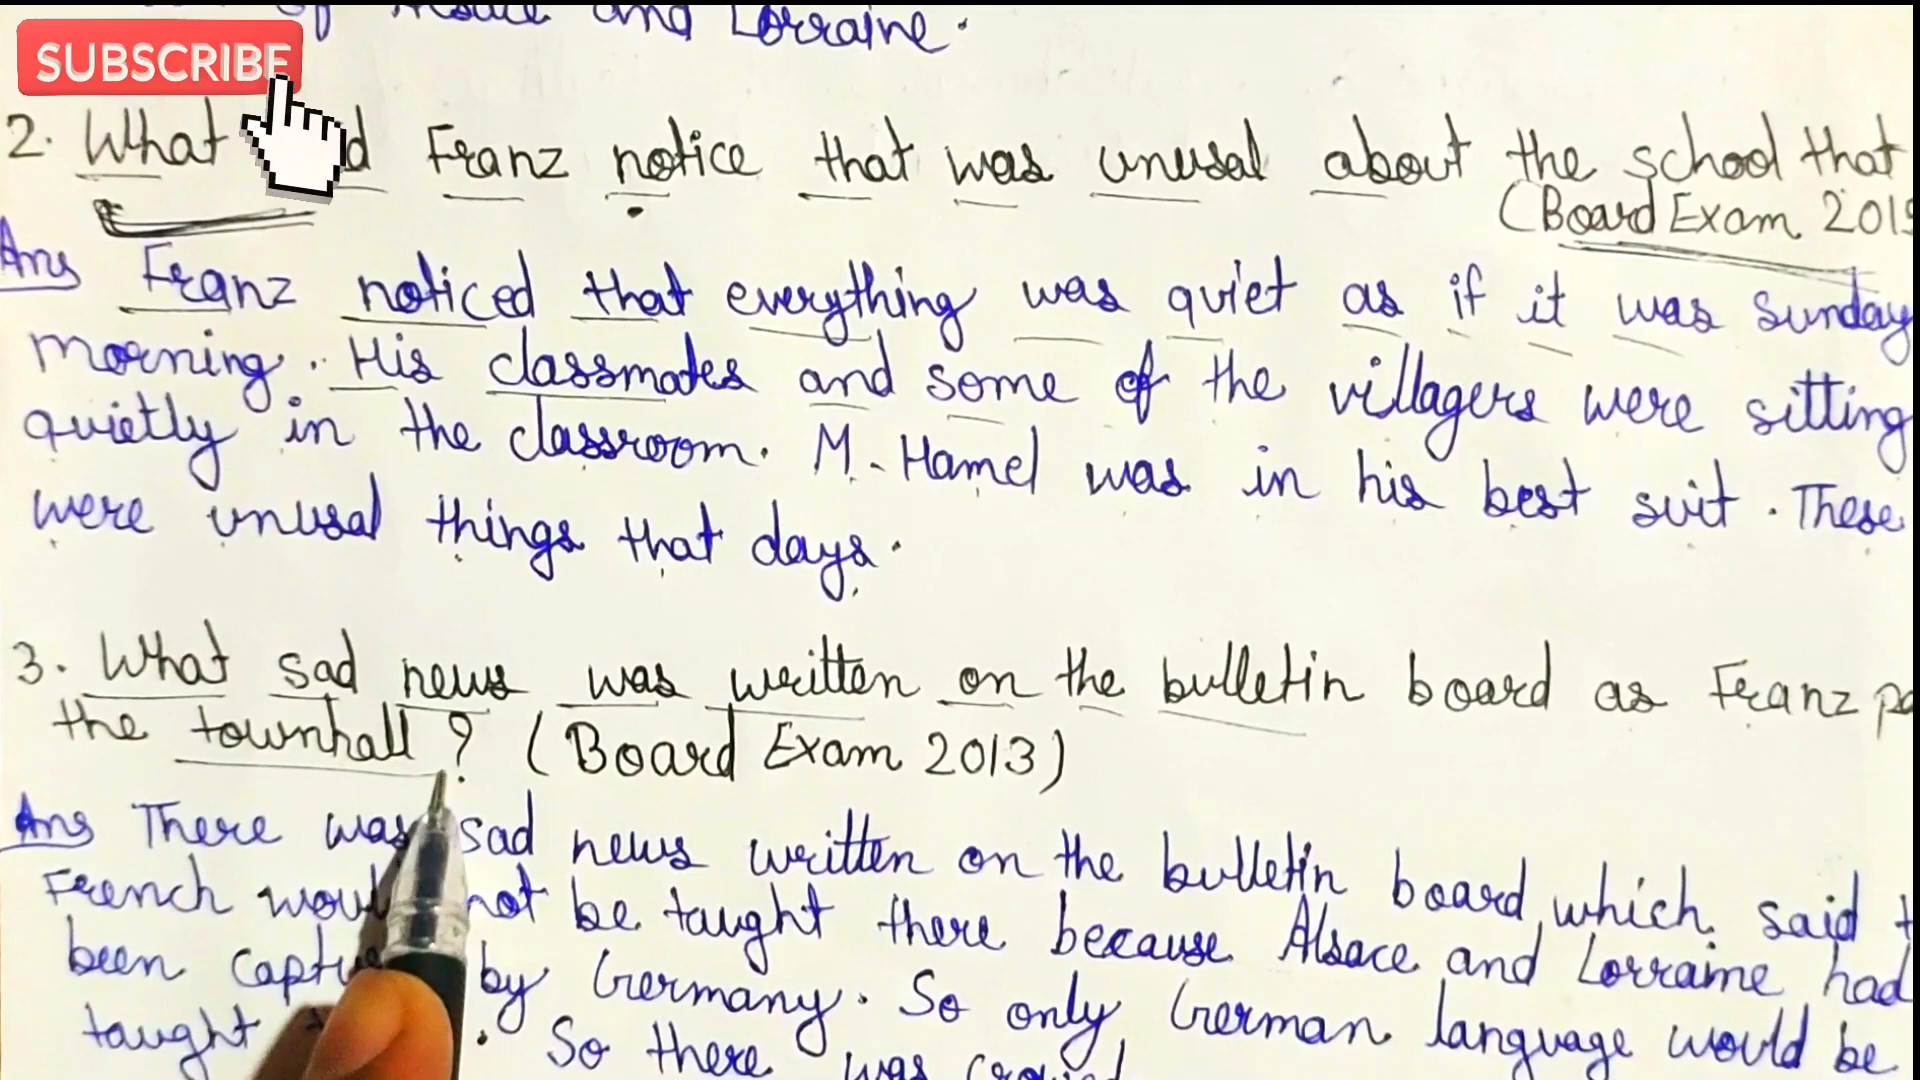 Alsace and Lorraine.
SUBSCRIBE
2. What Franz notice that was unusal about the school that
(Board Exam 201
Ans Franz noticed that everything was quiet as if it was Sunday
morning. His classmates and some of the villagers were sitting
quietly in the classroom. M. Hamel was in his best suit. These
were unusal things that days.
3. What sad news was written on the bulletin board as Franz
the townhall? (Board Exam 2013)
Ans There was sad news written on the bulletin board which said
French not be taught there because Alsace and Lorraine had
been by Germany. So only German language would be
taught . So there was